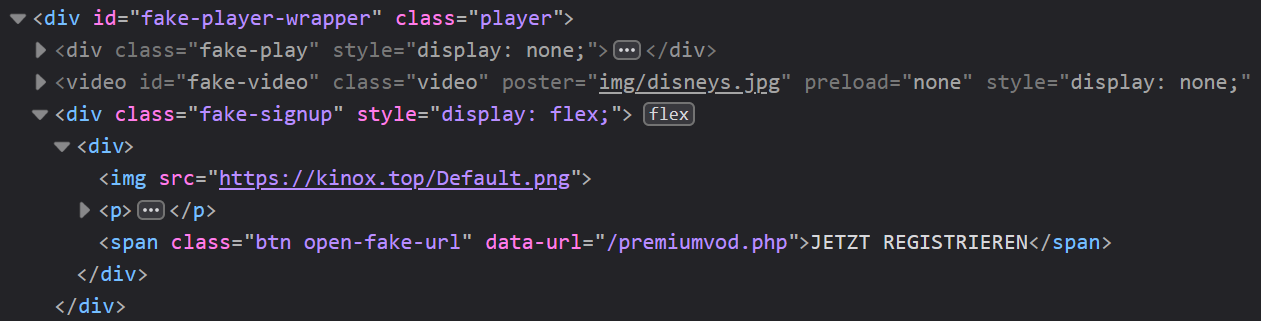 <div id="fake-player-wrapper" class="player">
<div class="fake-play" style="display: none;">…</div>
<video id="fake-video" class="video" poster="img/disneys.jpg" preload="none" style="display: none;"
<div class="fake-signup" style="display: flex;"> flex
<div>
<img src="https://kinox.top/Default.png">
<p>…</p>
<span class="btn open-fake-url" data-url="/premiumvod.php">JETZT REGISTRIEREN</span>
</div>
</div>